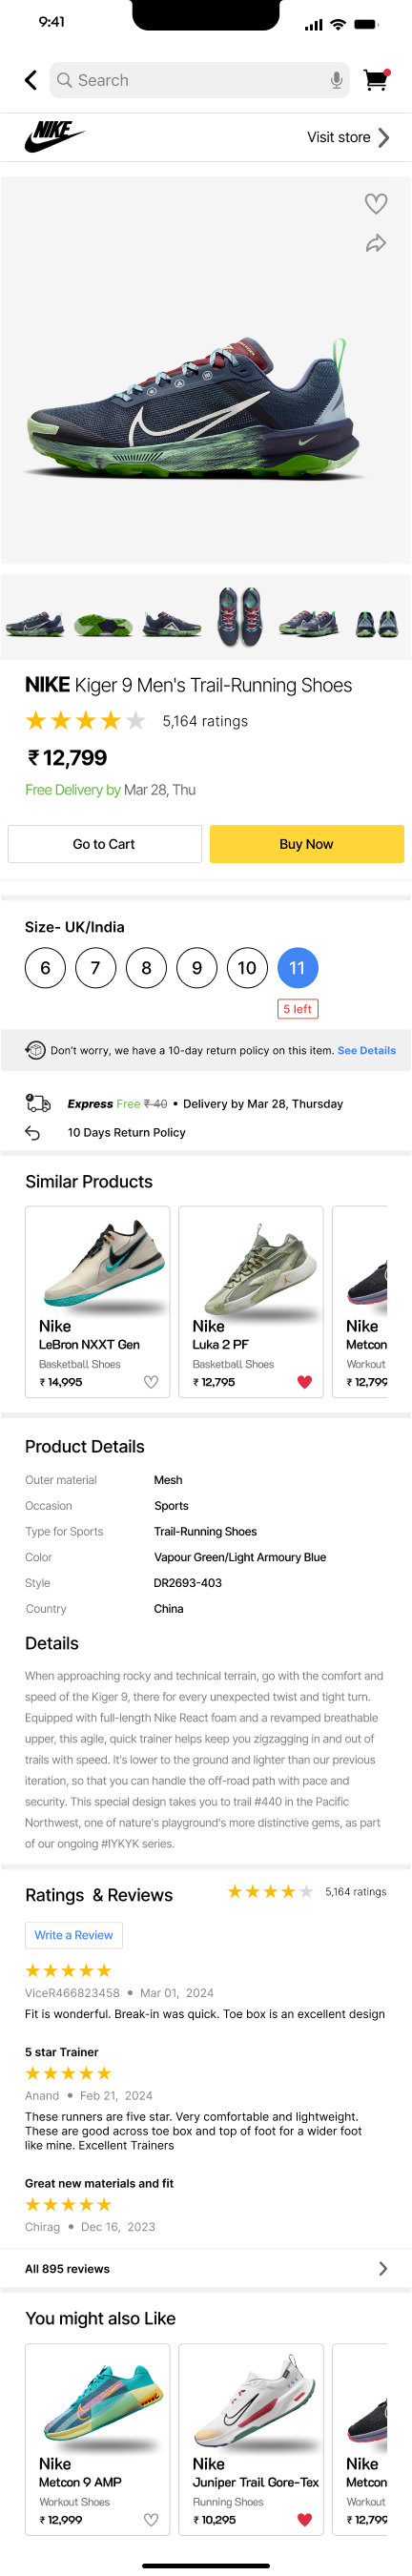 9:41
Search
NIKE
Visit store
NIKE Kiger 9 Men's Trail-Running Shoes
5,164 ratings
₹ 12,799
Free Delivery by Mar 28, Thu
Go to Cart
Buy Now
Size- UK/India
6 7 8 9 10 11
5 left
Don't worry, we have a 10-day return policy on this item. See Details
Express Free ₹ 40 • Delivery by Mar 28, Thursday
10 Days Return Policy
Similar Products
Nike
LeBron NXXT Gen
Basketball Shoes
₹ 14,995
Nike
Luka 2 PF
Basketball Shoes
₹ 12,795
Nike
Metcon
Workout
₹ 12,799
Product Details
Outer material Mesh
Occasion Sports
Type for Sports Trail-Running Shoes
Color Vapour Green/Light Armoury Blue
Style DR2693-403
Country China
Details
When approaching rocky and technical terrain, go with the comfort and
speed of the Kiger 9, there for every unexpected twist and tight turn.
Equipped with full-length Nike React foam and a revamped breathable
upper, this agile, quick trainer helps keep you zigzagging in and out of
trails with speed. It's lower to the ground and lighter than our previous
iteration, so that you can handle the off-road path with pace and
security. This special design takes you to trail #440 in the Pacific
Northwest, one of nature's playground's more distinctive gems, as part
of our ongoing #IYKYK series.
Ratings & Reviews
5,164 ratings
Write a Review
ViceR466823458 • Mar 01, 2024
Fit is wonderful. Break-in was quick. Toe box is an excellent design
5 star Trainer
Anand • Feb 21, 2024
These runners are five star. Very comfortable and lightweight.
These are good across toe box and top of foot for a wider foot
like mine. Excellent Trainers
Great new materials and fit
Chirag • Dec 16, 2023
All 895 reviews
You might also Like
Nike
Metcon 9 AMP
Workout Shoes
₹ 12,999
Nike
Juniper Trail Gore-Tex
Running Shoes
₹ 10,295
Nike
Metcon
Workout
₹ 12,799